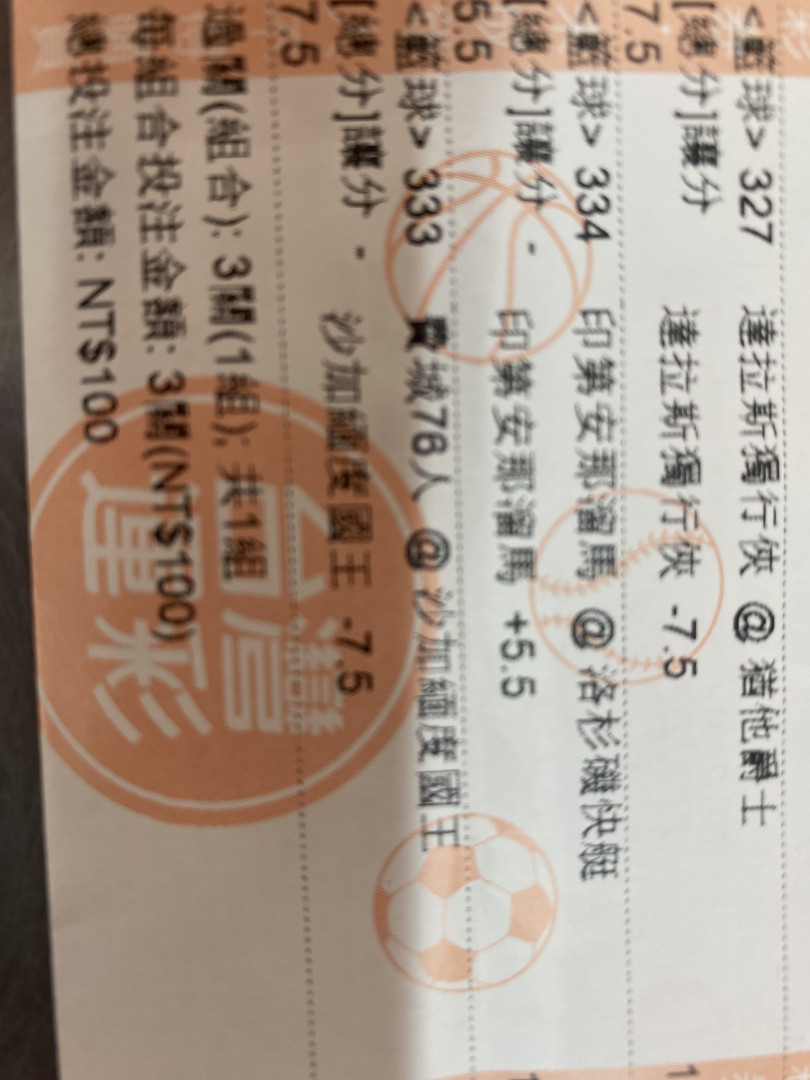 <籃球> 327 達拉斯獨行俠 @ 猶他爵士
[總分]讓分 - 達拉斯獨行俠 -7.5
7.5
<籃球> 334 印第安那溜馬 @ 洛杉磯快艇
[總分]讓分 - 印第安那溜馬 +5.5
5.5
<籃球> 333 費城76人 @ 沙加緬度國王
[總分]讓分 - 沙加緬度國王 -7.5
7.5
過關(組合): 3關(1組); 共1組
每組合投注金額: 3關(NT$100)
總投注金額: NT$100
台灣
運彩